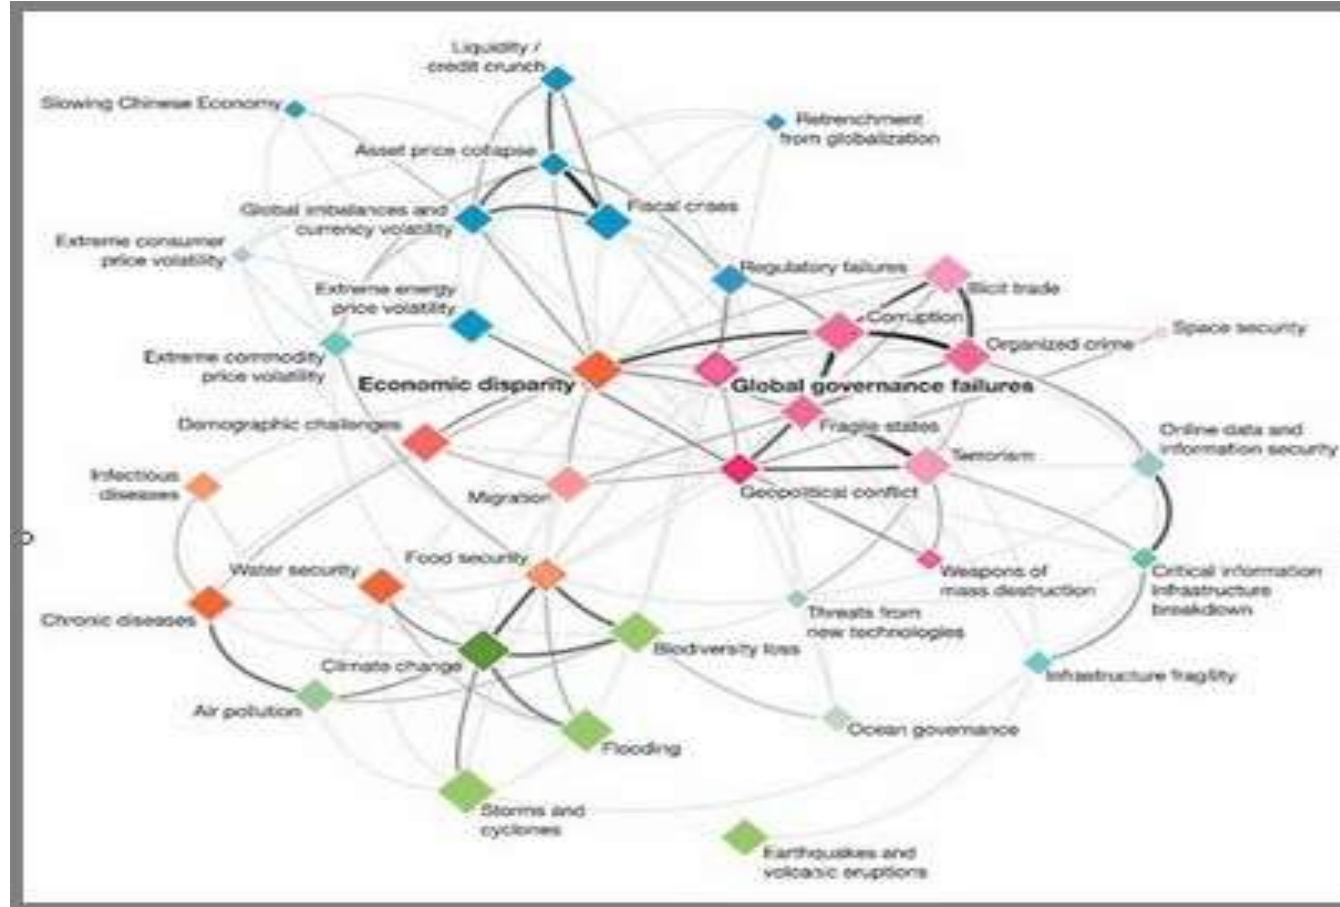 Liquidity /
credit crunch
Slowing Chinese Economy
Retrenchment
from globalization
Asset price collapse
Global imbalances and
currency volatility
Fiscal crises
Extreme consumer
price volatility
Regulatory failures
Illicit trade
Extreme energy
price volatility
Corruption
Space security
Organized crime
Extreme commodity
price volatility
Economic disparity
Global governance failures
Fragile states
Demographic challenges
Online data and
information security
Infectious
diseases
Terrorism
Migration
Geopolitical conflict
Food security
Water security
Weapons of
mass destruction
Critical information
Infrastructure
breakdown
Chronic diseases
Threats from
new technologies
Biodiversity loss
Climate change
Infrastructure fragility
Air pollution
Ocean governance
Flooding
Storms and
cyclones
Earthquakes and
volcanic eruptions